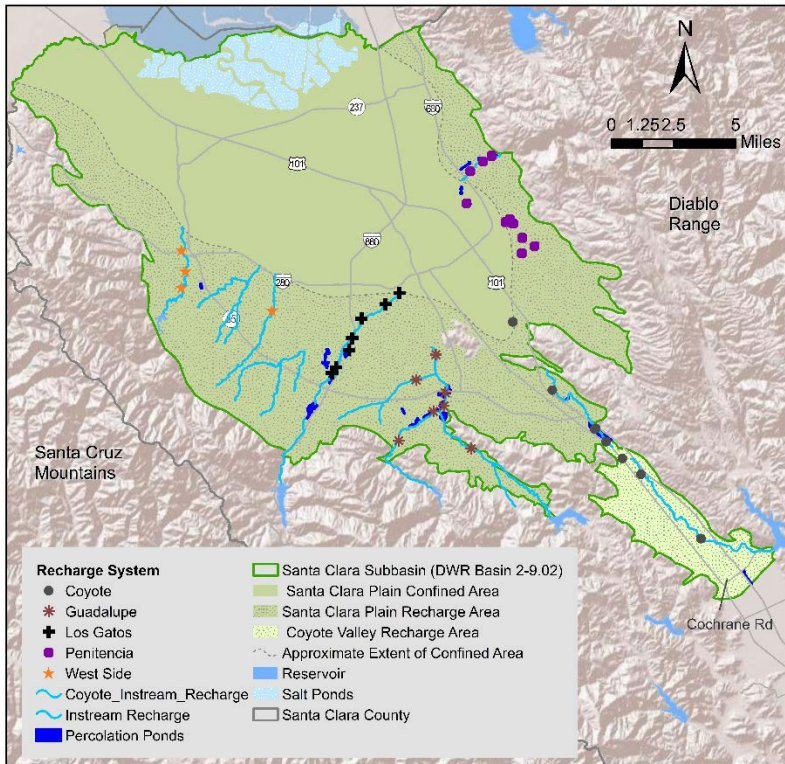 N
0 1.25 2.5 5
Miles
237
680
101
Diablo
Range
880
101
280
85
Santa Cruz
Mountains
Cochrane Rd
Recharge System
Coyote
Guadalupe
Los Gatos
Penitencia
West Side
Coyote_Instream_Recharge
Instream Recharge
Percolation Ponds
Santa Clara Subbasin (DWR Basin 2-9.02)
Santa Clara Plain Confined Area
Santa Clara Plain Recharge Area
Coyote Valley Recharge Area
Approximate Extent of Confined Area
Reservoir
Salt Ponds
Santa Clara County